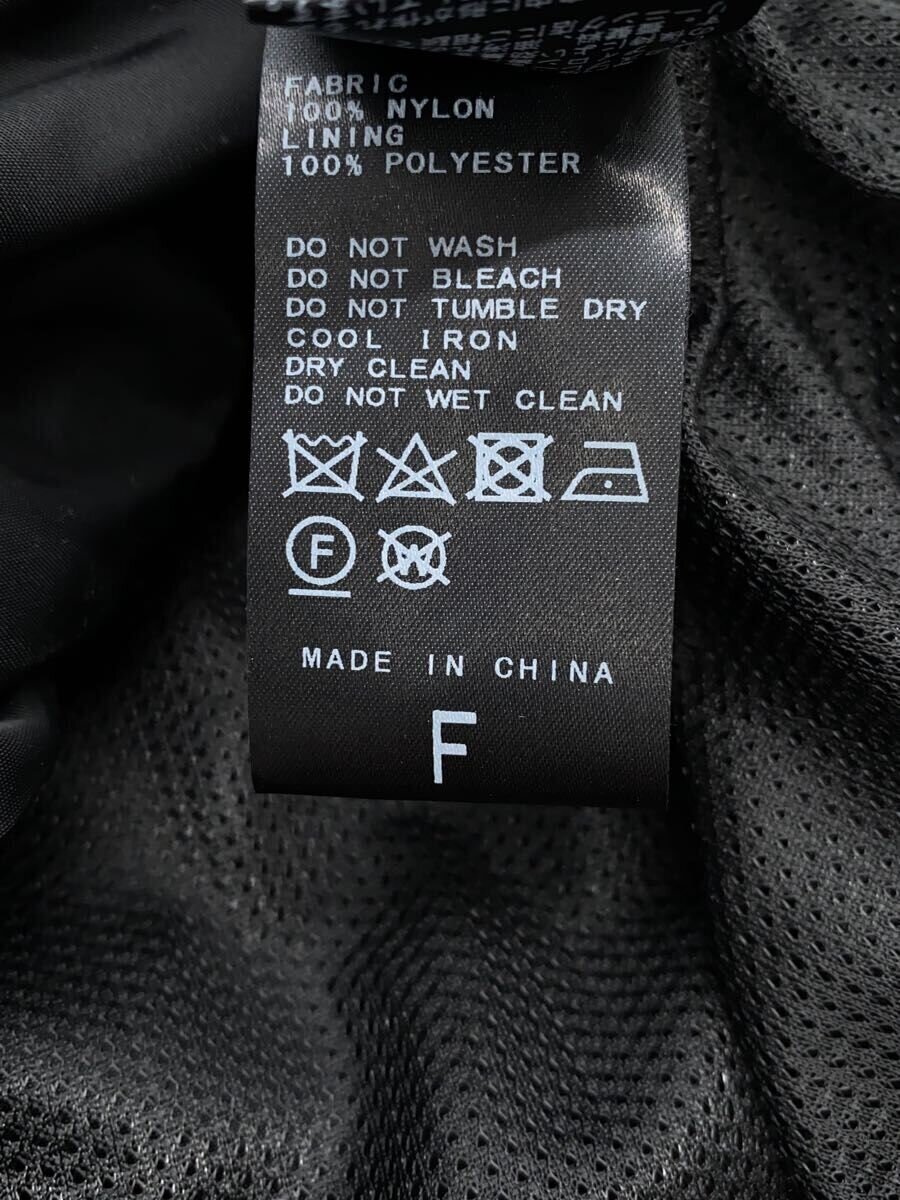 FABRIC
100% NYLON
LINING
100% POLYESTER
DO NOT WASH
DO NOT BLEACH
DO NOT TUMBLE DRY
COOL IRON
DRY CLEAN
DO NOT WET CLEAN
F W
MADE IN CHINA
F